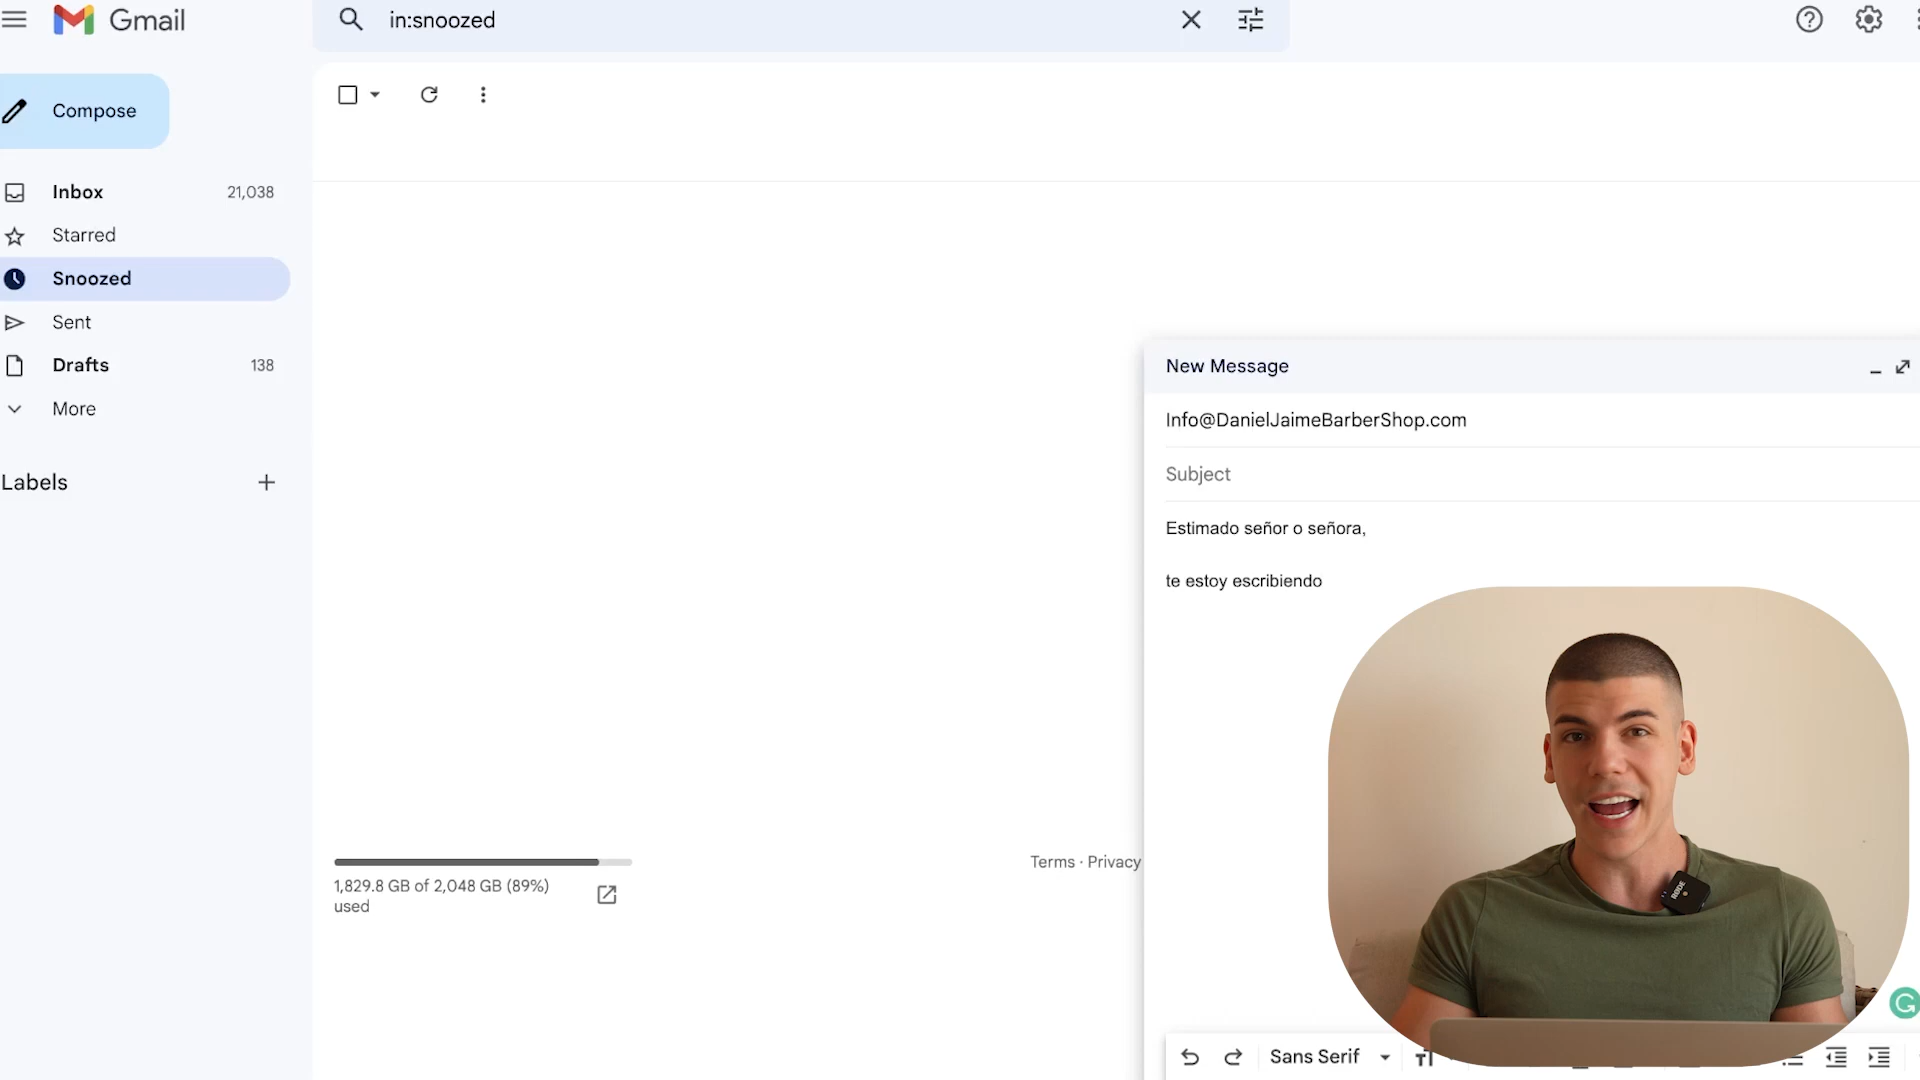 Gmail
in:snoozed
Compose
Inbox 21,038
Starred
Snoozed
Sent
Drafts 138
More
Labels
New Message
Info@DanielJaimeBarberShop.com
Subject
Estimado señor o señora,
te estoy escribiendo
1,829.8 GB of 2,048 GB (89%)
used
Terms · Privacy
RØDE
Sans Serif